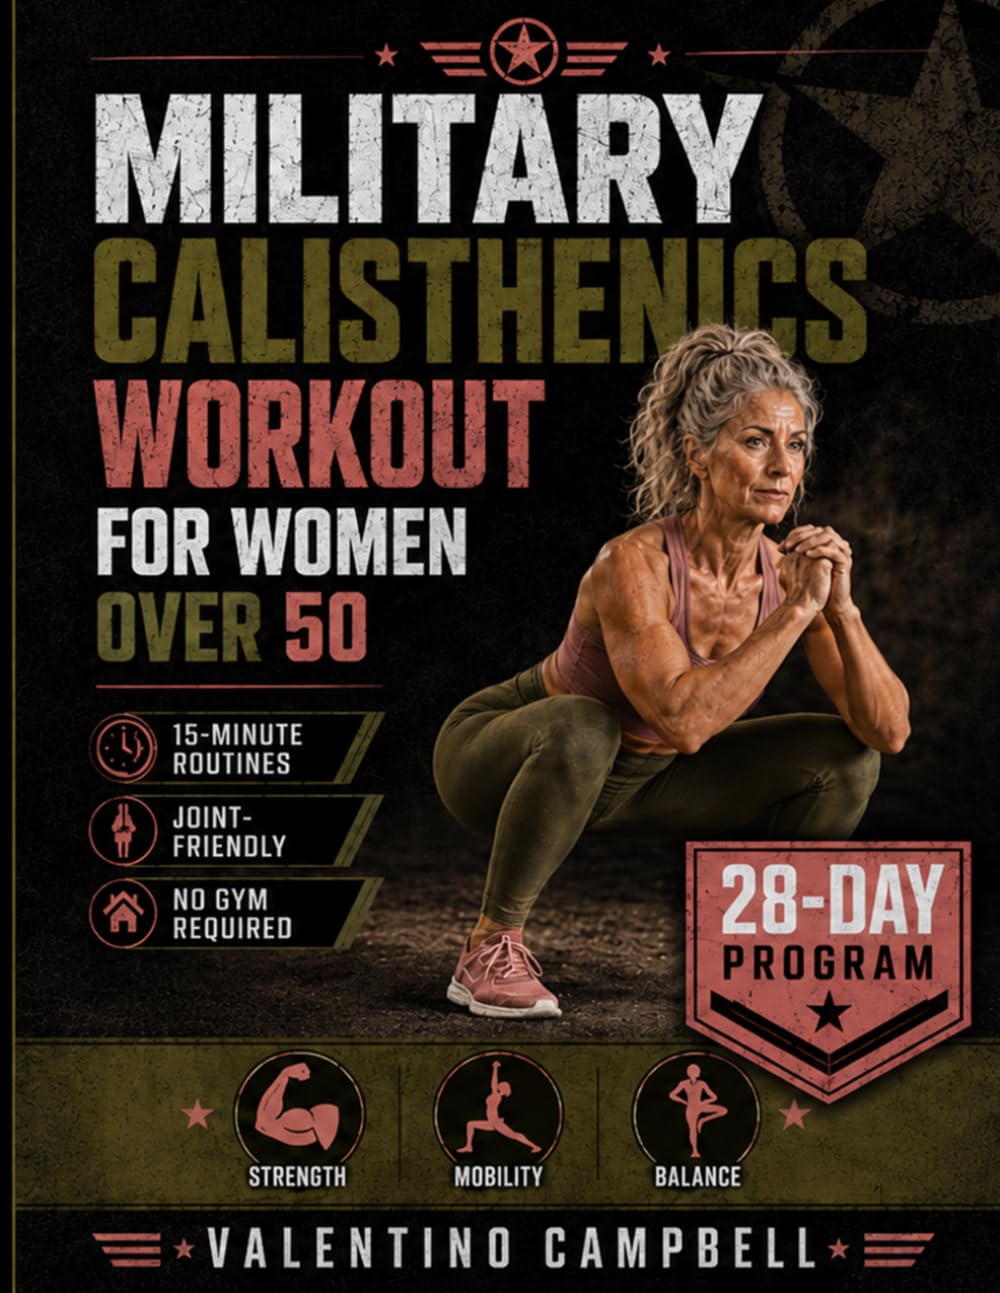 MILITARY
CALISTHENICS
WORKOUT
FOR WOMEN
OVER 50
15-MINUTE
ROUTINES
JOINT-
FRIENDLY
NO GYM
REQUIRED
28-DAY
PROGRAM
STRENGTH
MOBILITY
BALANCE
VALENTINO CAMPBELL